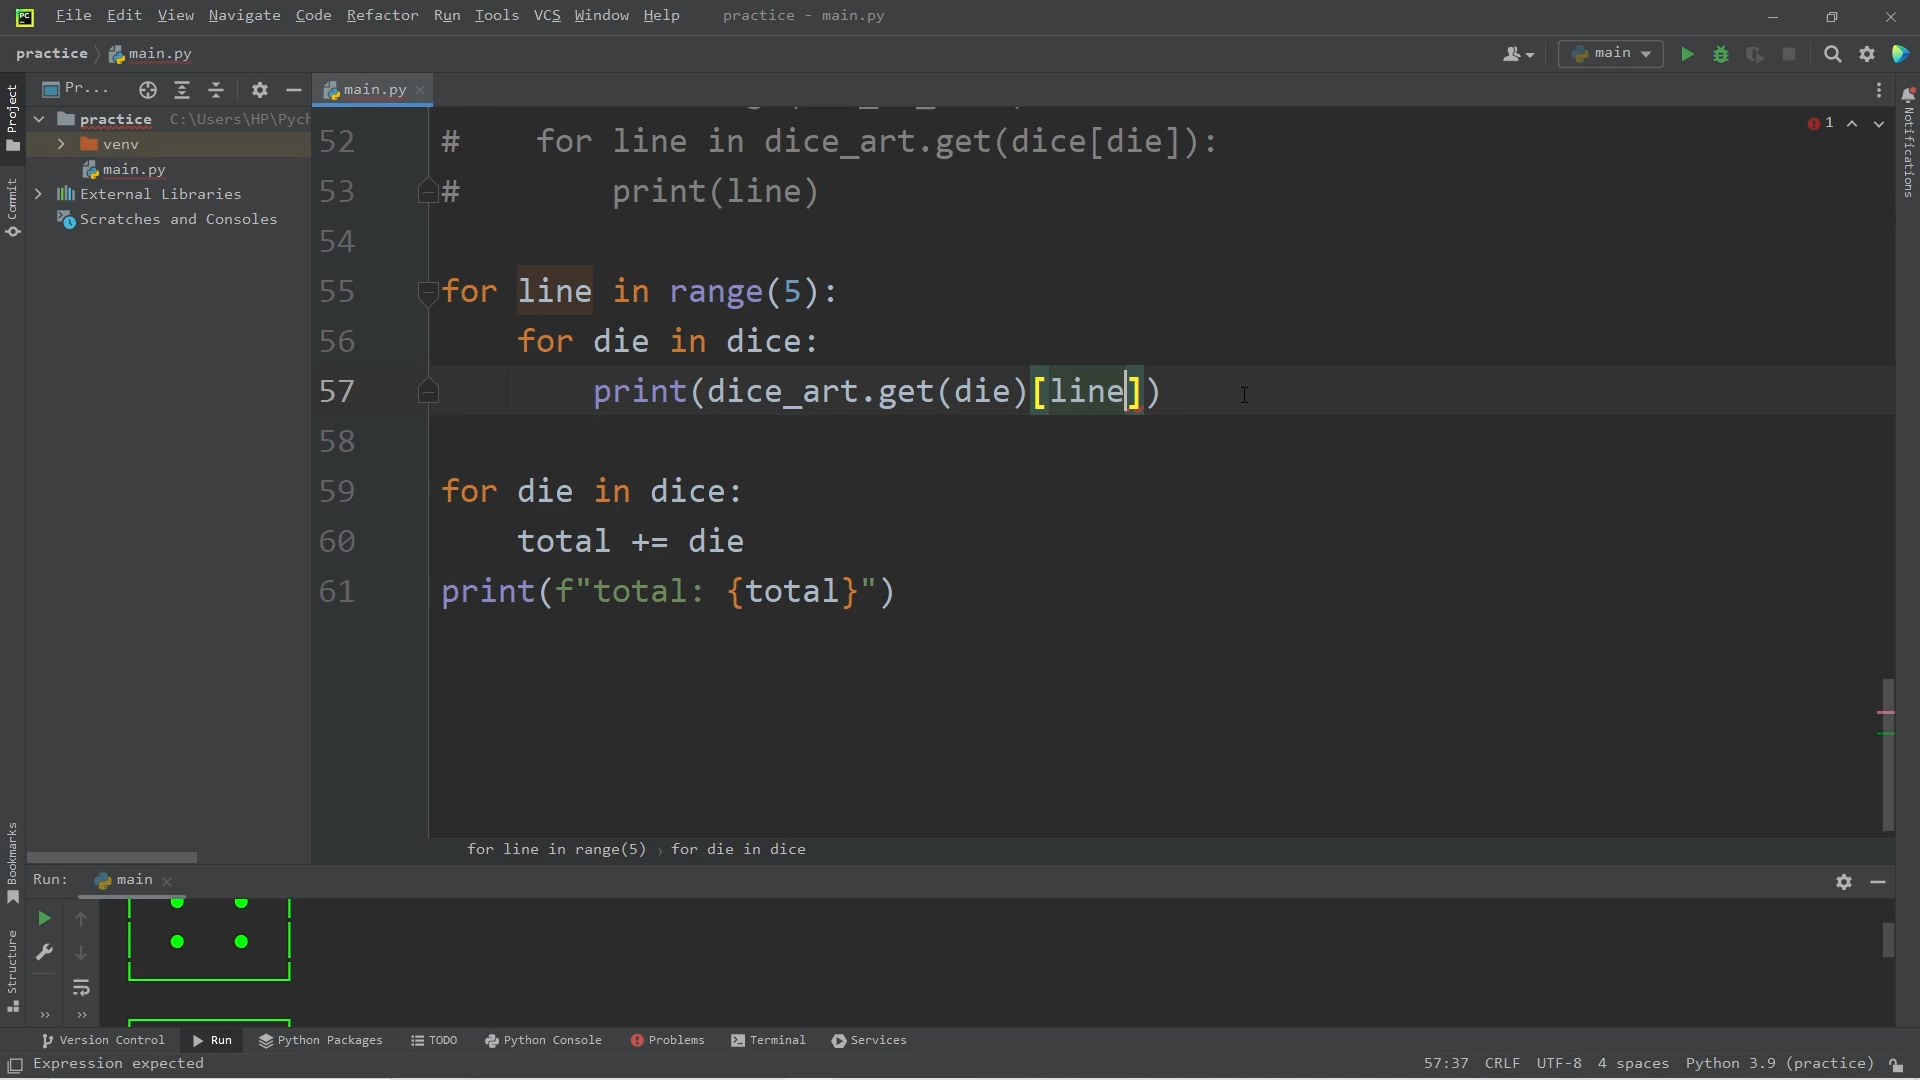 PC
File Edit View Navigate Code Refactor Run Tools VCS Window Help practice - main.py
practice main.py main
Project Pr... main.py
practice C:\Users\HP\Pych
venv
main.py
External Libraries
Scratches and Consoles
Commit
Bookmarks
Structure
Notifications
1
52 # for line in dice_art.get(dice[die]):
53 # print(line)
54
55 for line in range(5):
56 for die in dice:
57 print(dice_art.get(die)[line])
58
59 for die in dice:
60 total += die
61 print(f"total: {total}")
for line in range(5) › for die in dice
Run: main
Version Control Run Python Packages TODO Python Console Problems Terminal Services
Expression expected 57:37 CRLF UTF-8 4 spaces Python 3.9 (practice)